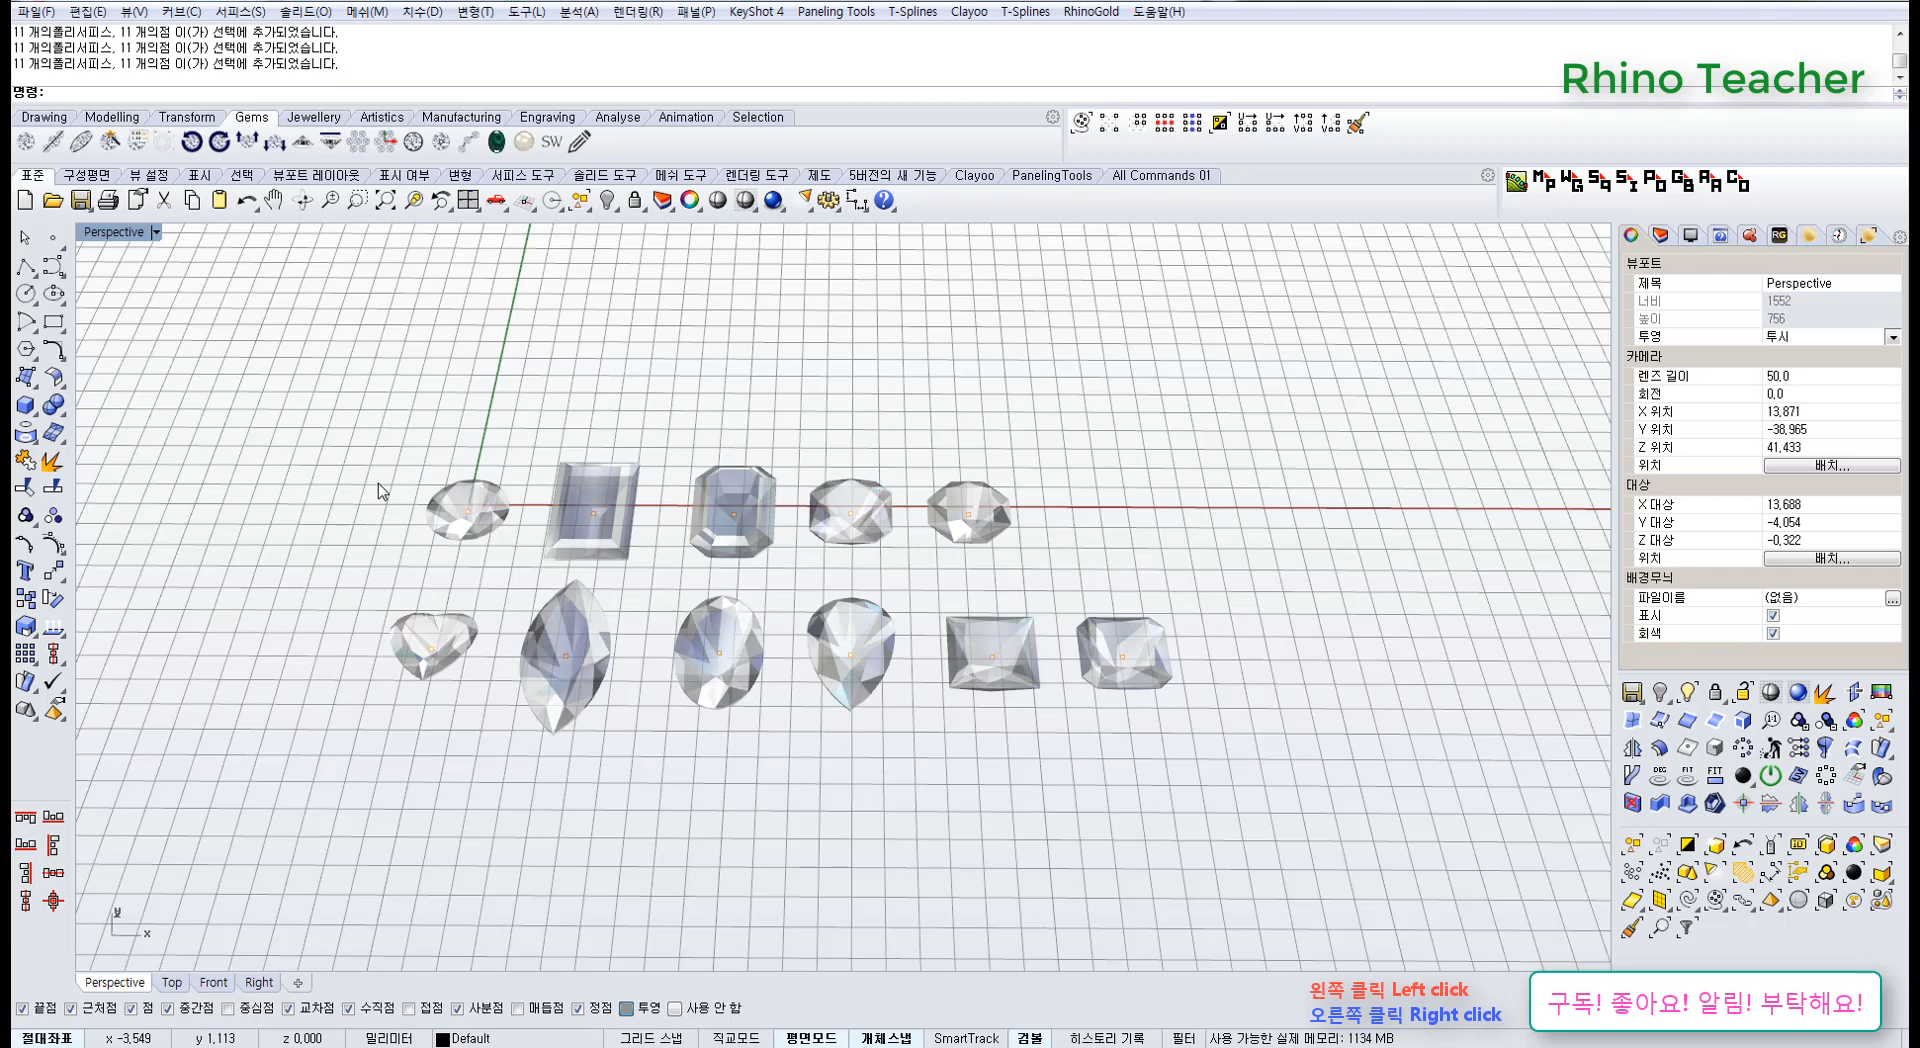 파일(F) 편집(E) 뷰(V) 커브(C) 서피스(S) 솔리드(O) 메쉬(M) 치수(D) 변형(T) 도구(L) 분석(A) 렌더링(R) 패널(P) KeyShot 4 Paneling Tools T-Splines Clayoo T-Splines RhinoGold 도움말(H)
11 개의폴리서피스, 11 개의점 이(가) 선택에 추가되었습니다.
11 개의폴리서피스, 11 개의점 이(가) 선택에 추가되었습니다.
11 개의폴리서피스, 11 개의점 이(가) 선택에 추가되었습니다.
명령:
Rhino Teacher
Drawing Modelling Transform Gems Jewellery Artistics Manufacturing Engraving Analyse Animation Selection
SW
표준 구성평면 뷰 설정 표시 선택 뷰포트 레이아웃 표시 여부 변형 서피스 도구 솔리드 도구 메쉬 도구 렌더링 도구 제도 5버전의 새 기능 Clayoo PanelingTools All Commands 01
Perspective
RG
뷰포트
제목 Perspective
너비 1552
높이 756
투영 투시
카메라
렌즈 길이 50,0
회전 0,0
X 위치 13,871
Y 위치 -38,965
Z 위치 41,433
위치 배치...
대상
X 대상 13,688
Y 대상 -4,054
Z 대상 -0,322
위치 배치...
배경무늬
파일이름 (없음) ...
표시
회색
DEG FIT FIT
y
x
Perspective Top Front Right
끝점 근처점 점 중간점 중심점 교차점 수직점 접점 사분점 매듭점 정점 투영 사용 안 함
왼쪽 클릭 Left click
오른쪽 클릭 Right click
구독! 좋아요! 알림! 부탁해요!
절대좌표 x -3,549 y 1,113 z 0,000 밀리미터 Default 그리드 스냅 직교모드 평면모드 개체스냅 SmartTrack 검볼 히스토리 기록 필터 사용 가능한 실제 메모리: 1134 MB